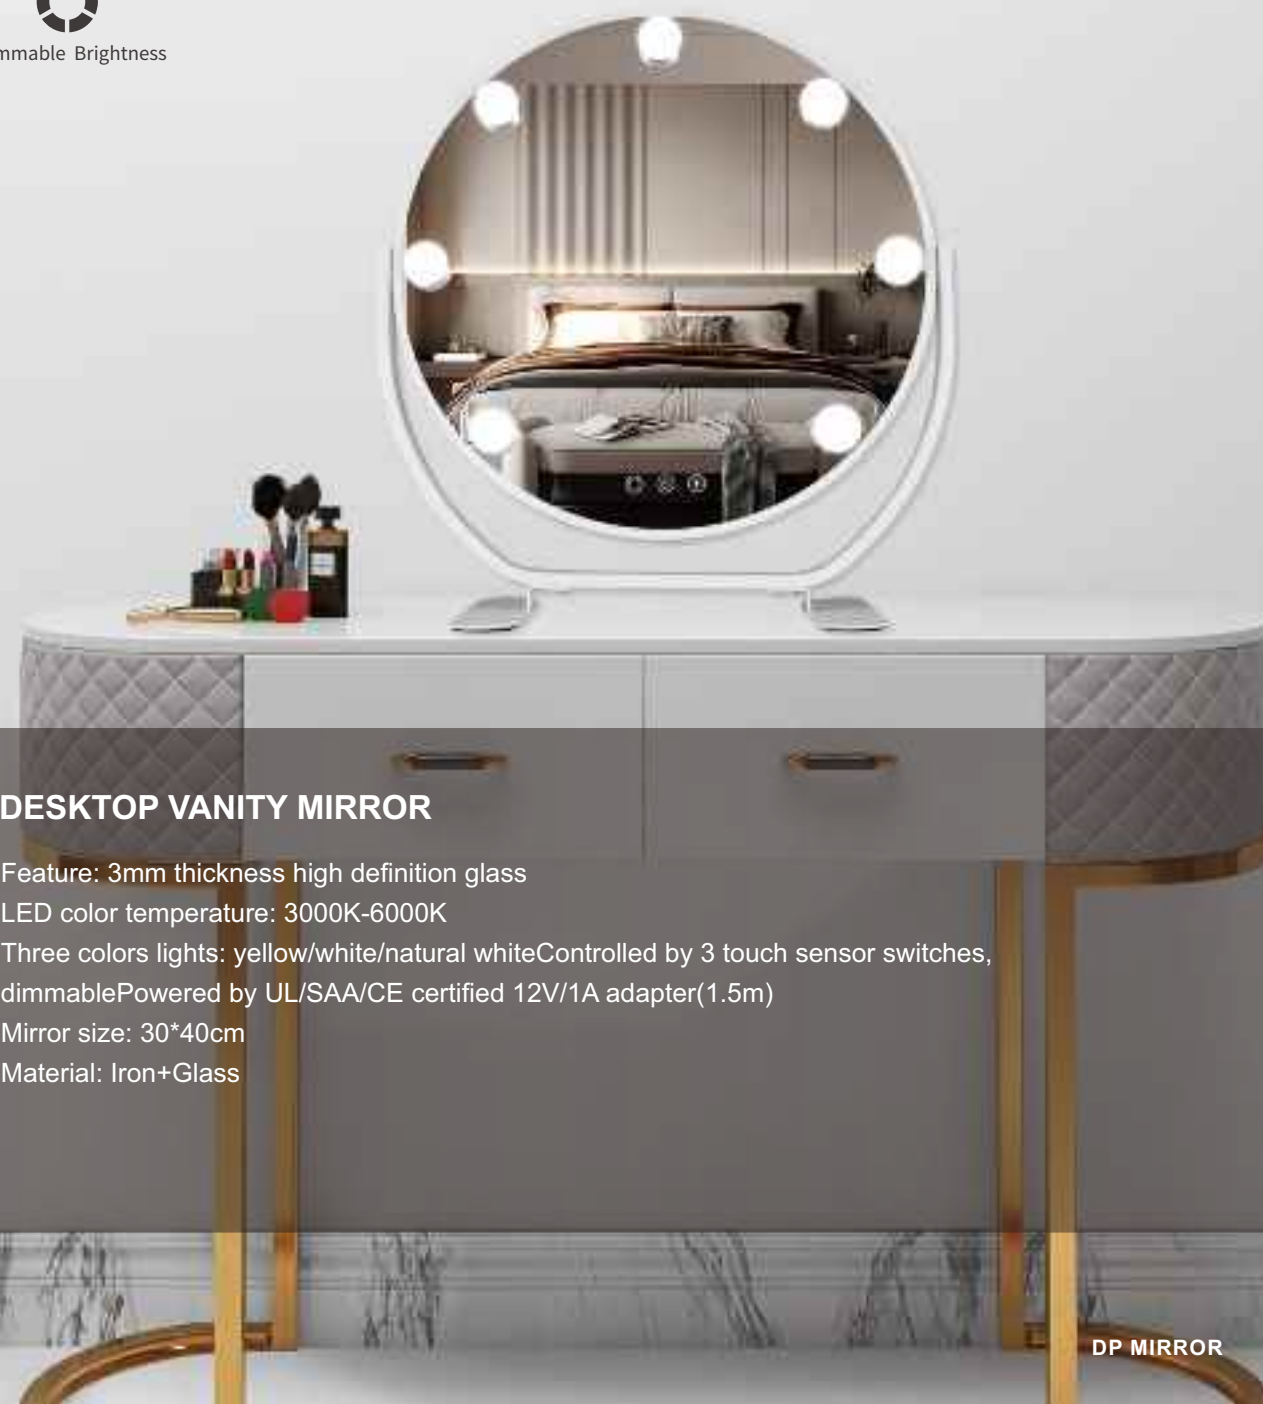 Brightness
DESKTOP VANITY MIRROR
Feature: 3mm thickness high definition glass
LED color temperature: 3000K-6000K
Three colors lights: yellow/white/natural whiteControlled by 3 touch sensor switches,
dimmablePowered by UL/SAA/CE certified 12V/1A adapter(1.5m)
Mirror size: 30*40cm
Material: Iron+Glass
DP MIRROR